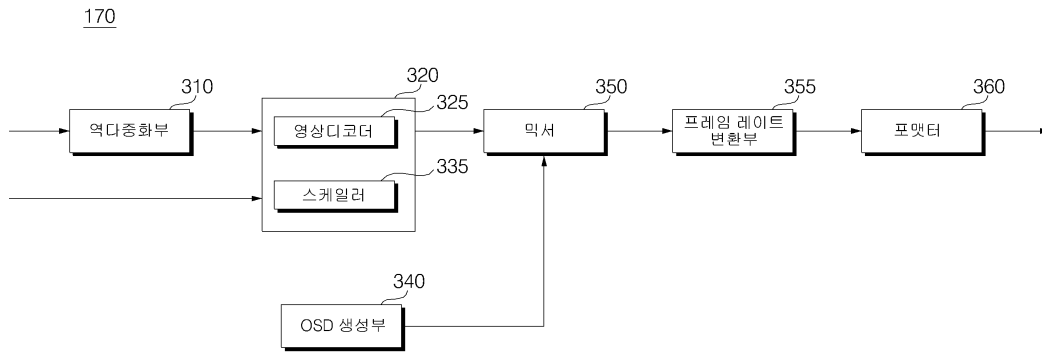 170
310
역다중화부
320
325
영상디코더
335
스케일러
350
믹서
355
프레임 레이트
변환부
360
포맷터
340
OSD 생성부